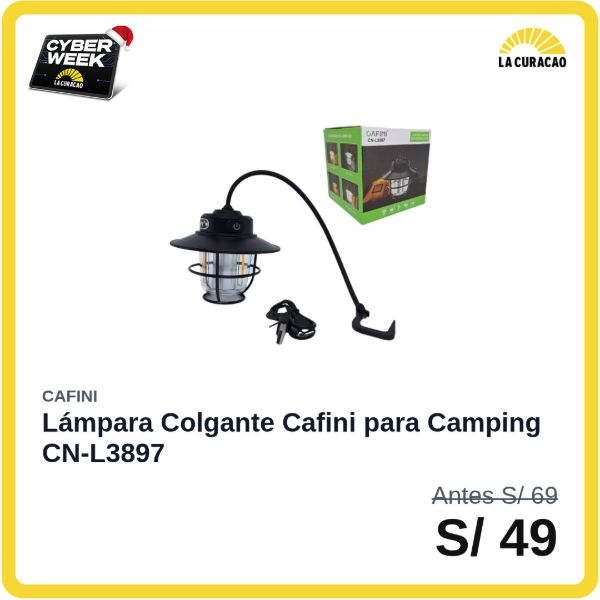 CYBER
WEEK
LA CURACAO
LA CURACAO
CAFINI
CN-L3897
CAFINI
Lámpara Colgante Cafini para Camping
CN-L3897
Antes S/ 69
S/ 49